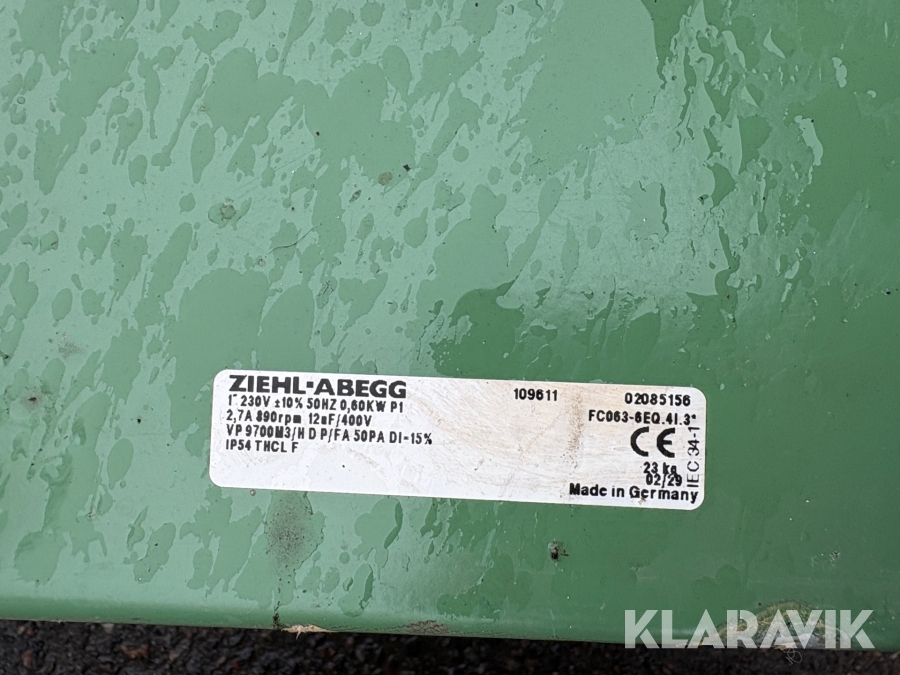 ZIEHL-ABEGG 109611 02085156
1~ 230V ±10% 50HZ 0,60KW P1 FC063-6EQ.4I.3*
2,7A 890rpm 12uF/400V CE
VP 9700M3/H D P/FA 50PA DI-15% 23 kg
IP54 THCL F 02/29
Made in Germany
IEC 34-1
KLARAVIK